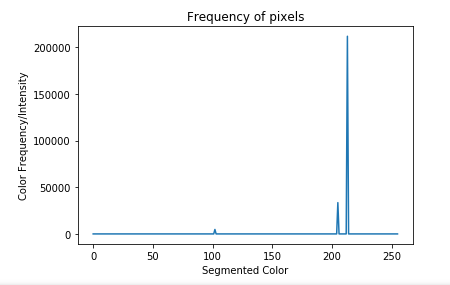 Frequency of pixels
200000
150000
100000
50000
0
Color Frequency/Intensity
0 50 100 150 200 250
Segmented Color